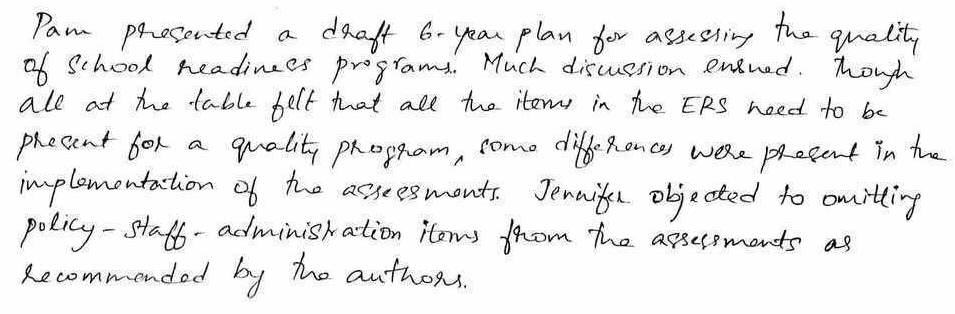 Pam presented a draft 6-year plan for assessing the quality
of School readiness programs. Much discussion ensued. Though
all at the table felt that all the items in the ERS need to be
present for a quality program, some differences were present in the
implementation of the assessments. Jennifer objected to omitting
policy-staff-administration items from the assessments as
recommended by the authors.